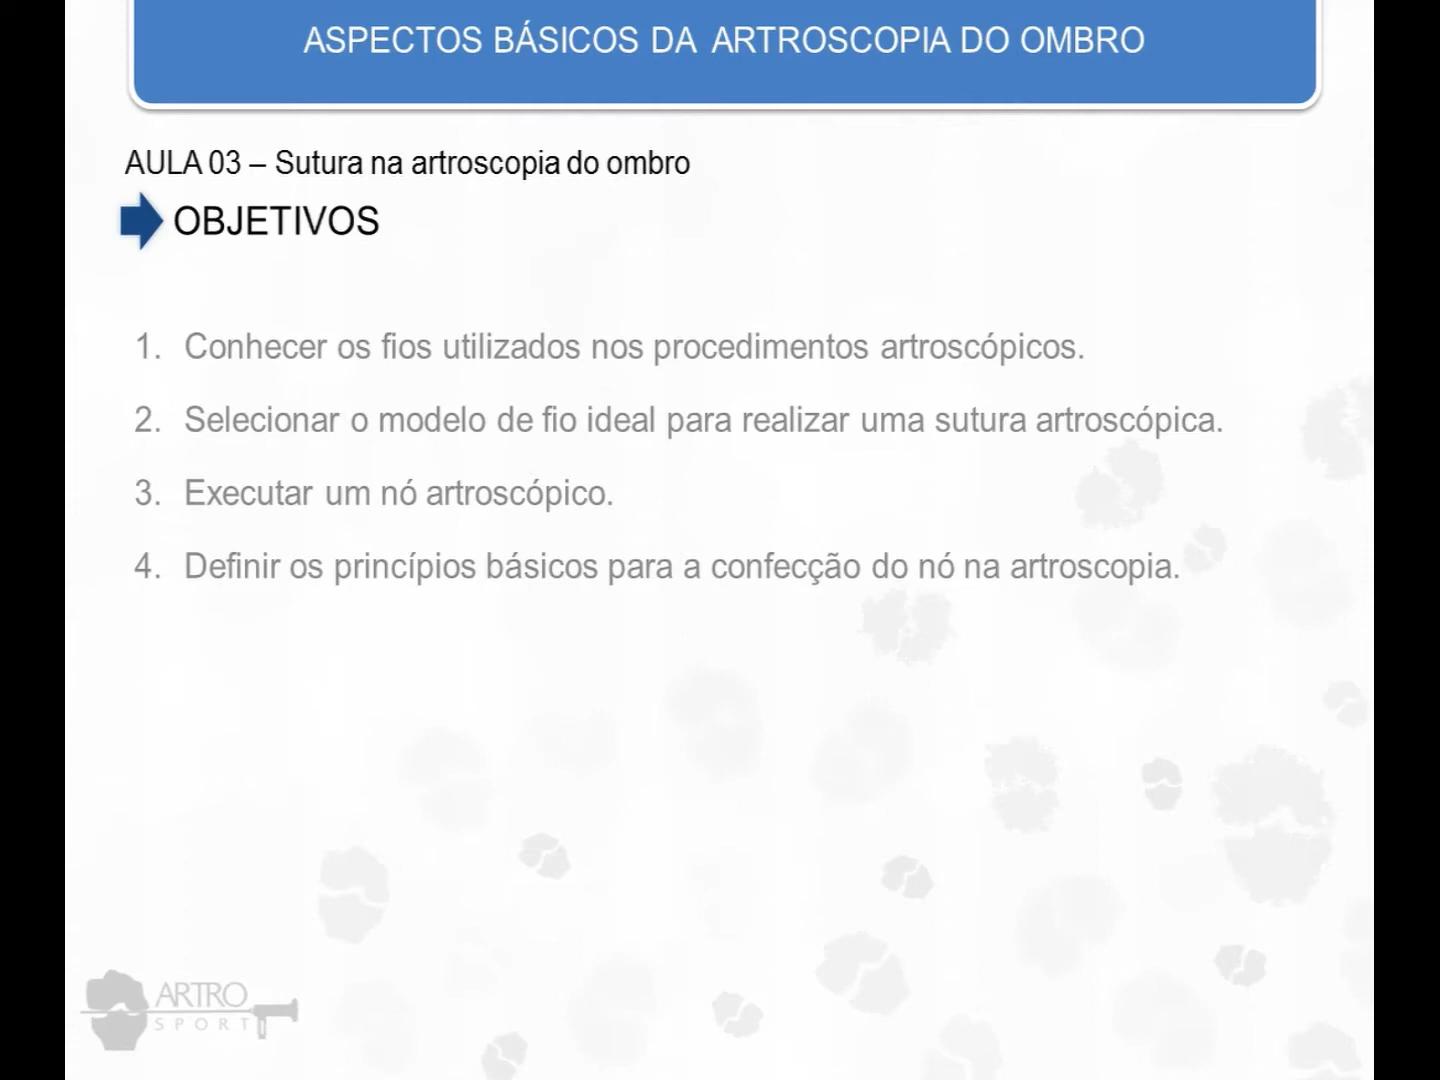 ASPECTOS BÁSICOS DA ARTROSCOPIA DO OMBRO
AULA 03 – Sutura na artroscopia do ombro
OBJETIVOS
1. Conhecer os fios utilizados nos procedimentos artroscópicos.
2. Selecionar o modelo de fio ideal para realizar uma sutura artroscópica.
3. Executar um nó artroscópico.
4. Definir os princípios básicos para a confecção do nó na artroscopia.
ARTRO
SPORT